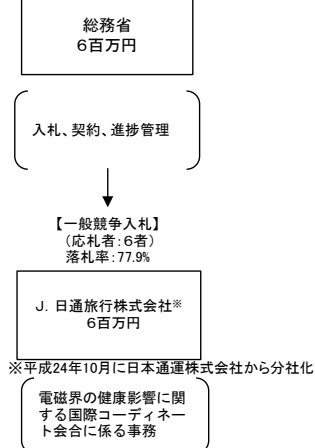 総務省
6百万円
入札、契約、進捗管理
【一般競争入札】
(応札者:6者)
落札率:77.9%
J．日通旅行株式会社※
6百万円
※平成24年10月に日本通運株式会社から分社化
電磁界の健康影響に関
する国際コーディネー
ト会合に係る事務